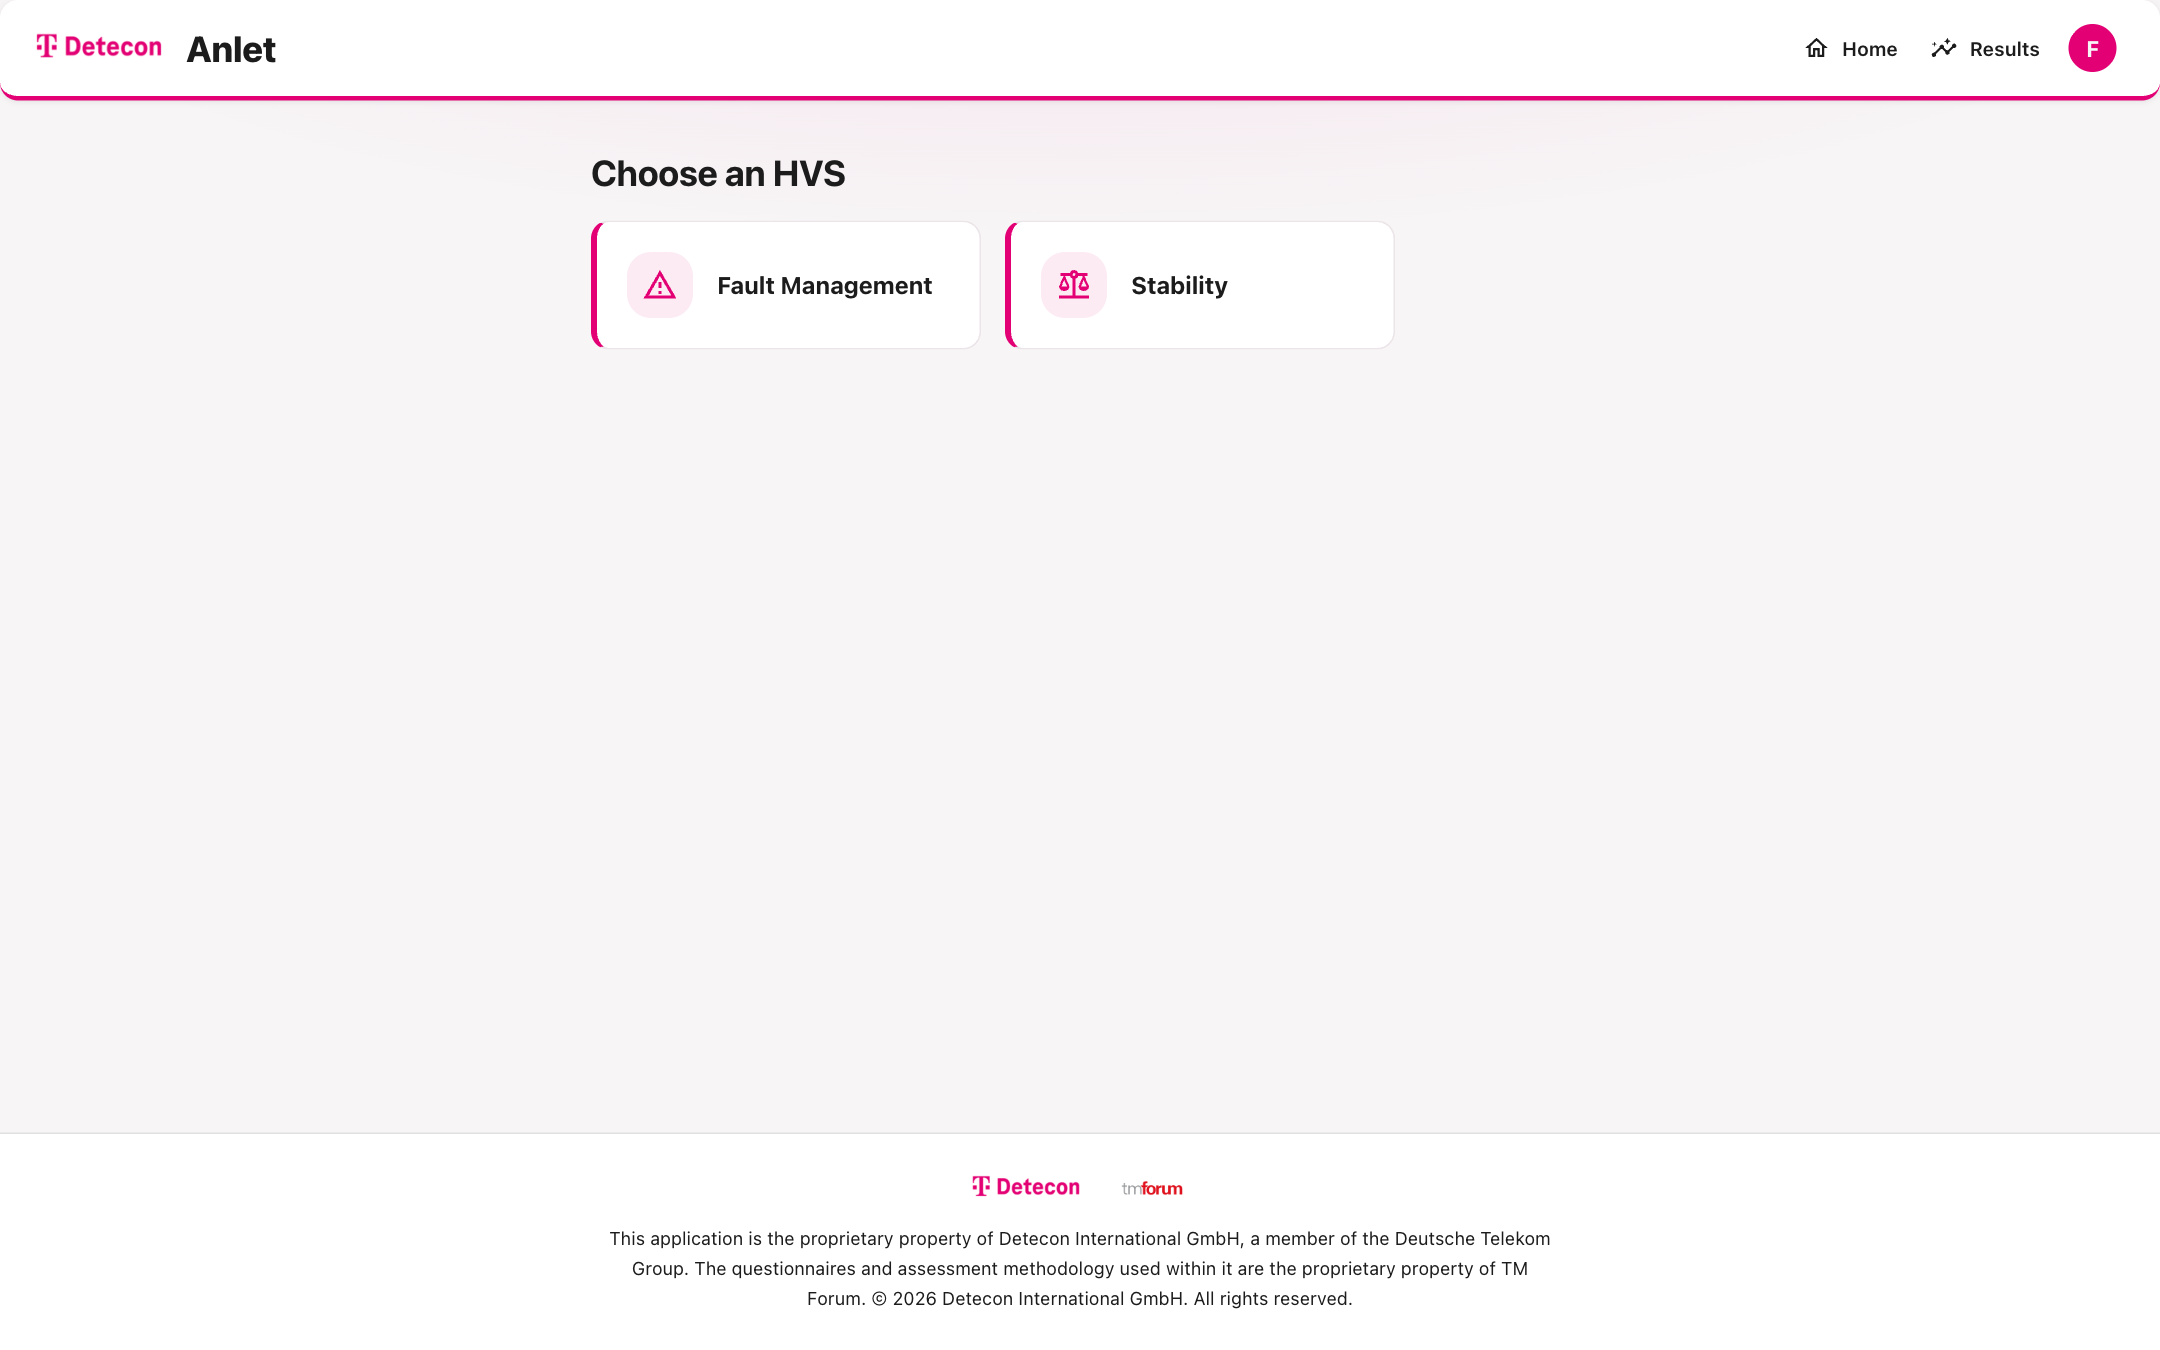 Detecon
Anlet
Home
Results
F
Choose an HVS
Fault Management
Stability
Detecon
tmforum
This application is the proprietary property of Detecon International GmbH, a member of the Deutsche Telekom
Group. The questionnaires and assessment methodology used within it are the proprietary property of TM
Forum. © 2026 Detecon International GmbH. All rights reserved.